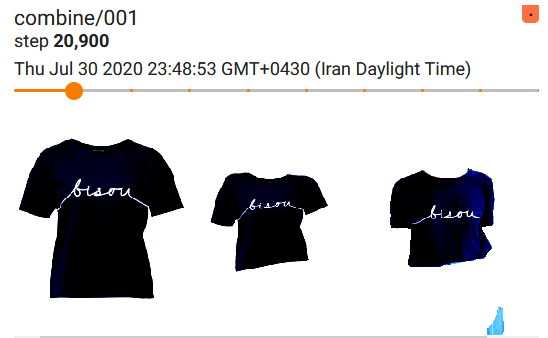 combine/001
step 20,900
Thu Jul 30 2020 23:48:53 GMT+0430 (Iran Daylight Time)
bisou
bisou
bisou